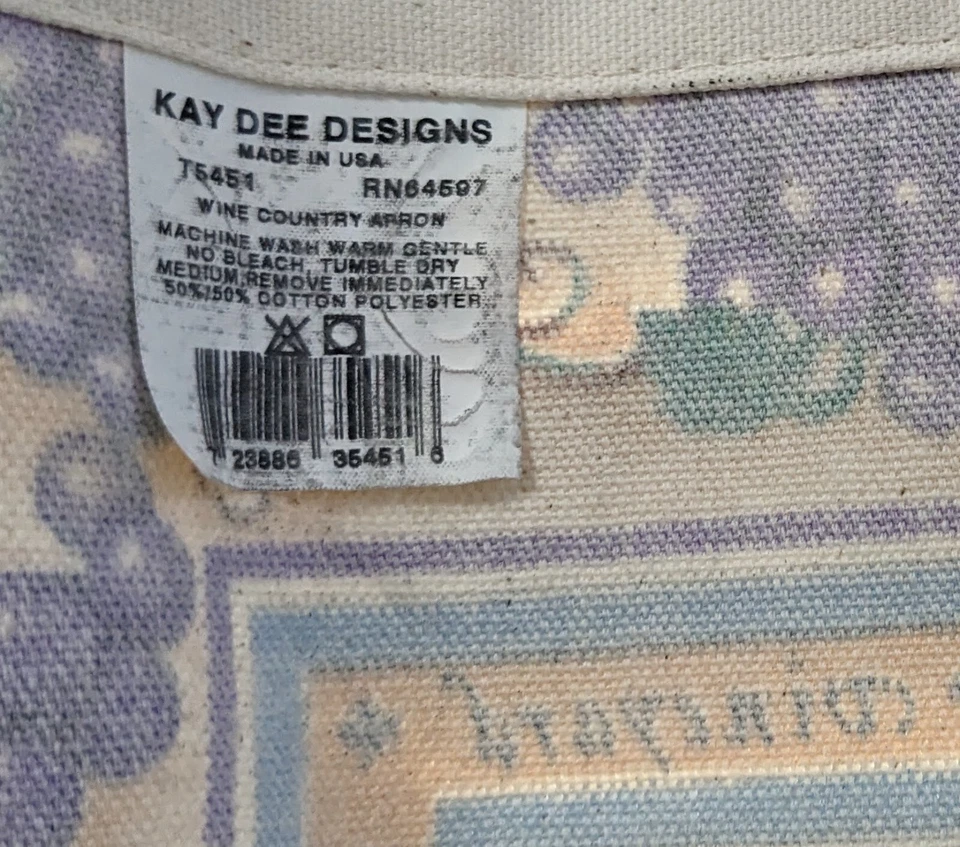 KAY DEE DESIGNS
MADE IN USA
T5451 RN64597
WINE COUNTRY APRON
MACHINE WASH WARM GENTLE
NO BLEACH, TUMBLE DRY
MEDIUM, REMOVE IMMEDIATELY
50%/50% COTTON POLYESTER
7 23886 35451 6
Vineyard